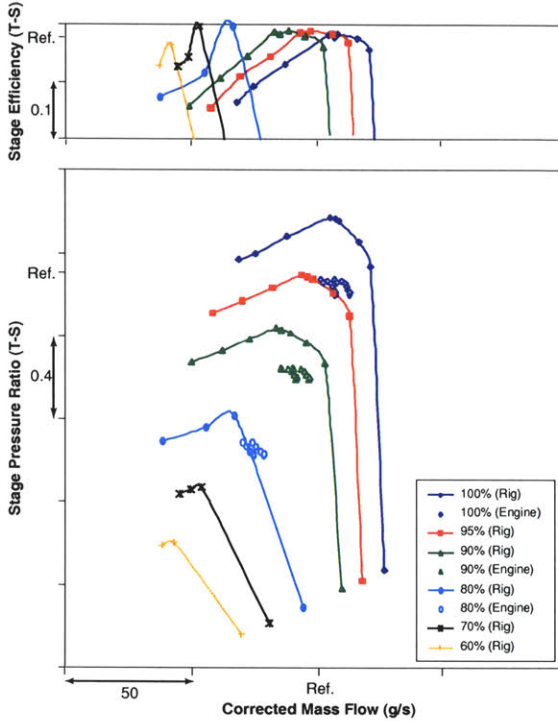 Stage Efficiency (T-S)
Ref.
0.1
Stage Pressure Ratio (T-S)
Ref.
0.4
100% (Rig)
100% (Engine)
95% (Rig)
90% (Rig)
90% (Engine)
80% (Rig)
80% (Engine)
70% (Rig)
60% (Rig)
50
Ref.
Corrected Mass Flow (g/s)